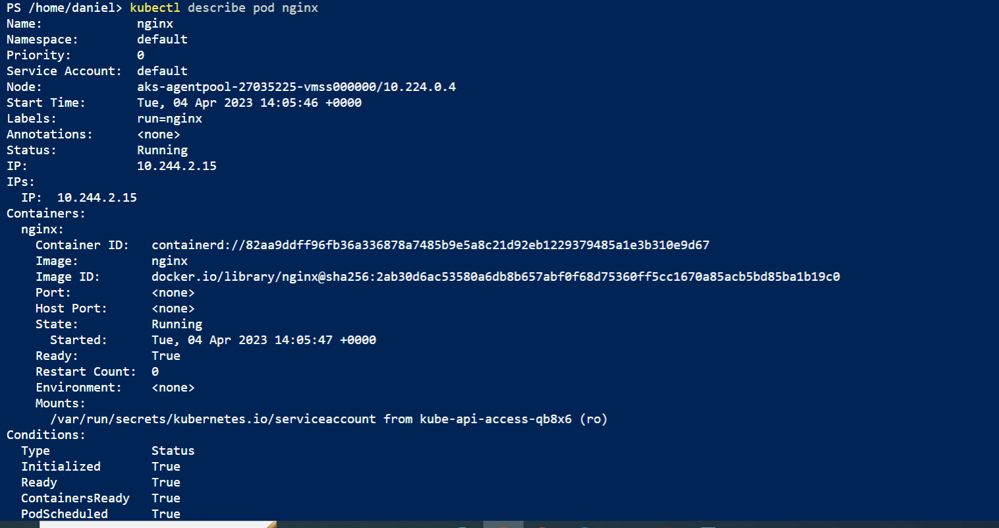 PS /home/daniel> kubectl describe pod nginx
Name:             nginx
Namespace:        default
Priority:         0
Service Account:  default
Node:             aks-agentpool-27035225-vmss000000/10.224.0.4
Start Time:       Tue, 04 Apr 2023 14:05:46 +0000
Labels:           run=nginx
Annotations:      <none>
Status:           Running
IP:               10.244.2.15
IPs:
  IP:  10.244.2.15
Containers:
  nginx:
    Container ID:   containerd://82aa9ddff96fb36a336878a7485b9e5a8c21d92eb1229379485a1e3b310e9d67
    Image:          nginx
    Image ID:       docker.io/library/nginx@sha256:2ab30d6ac53580a6db8b657abf0f68d75360ff5cc1670a85acb5bd85ba1b19c0
    Port:           <none>
    Host Port:      <none>
    State:          Running
      Started:      Tue, 04 Apr 2023 14:05:47 +0000
    Ready:          True
    Restart Count:  0
    Environment:    <none>
    Mounts:
      /var/run/secrets/kubernetes.io/serviceaccount from kube-api-access-qb8x6 (ro)
Conditions:
  Type              Status
  Initialized       True
  Ready             True
  ContainersReady   True
  PodScheduled      True